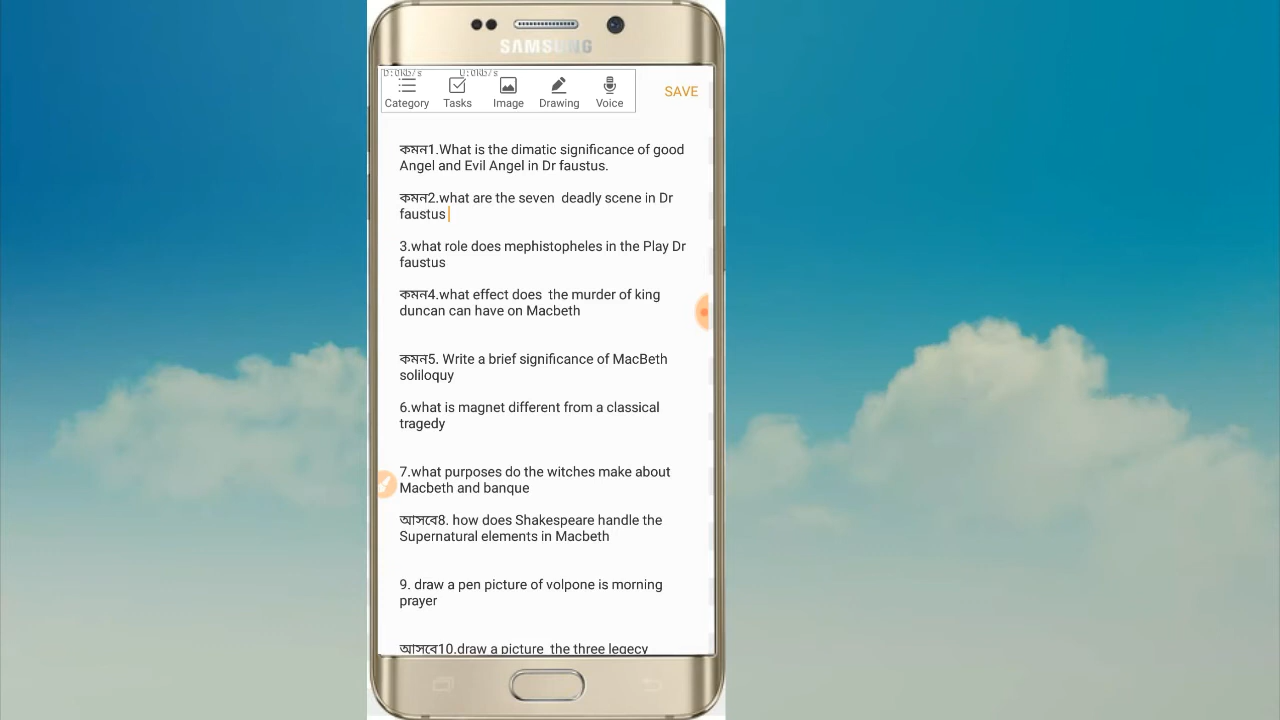 SAMSUNG
D:0Kb/s U:0Kb/s
Category Tasks Image Drawing Voice SAVE
কমন1.What is the dimatic significance of good
Angel and Evil Angel in Dr faustus.
কমন2.what are the seven deadly scene in Dr
faustus
3.what role does mephistopheles in the Play Dr
faustus
কমন4.what effect does the murder of king
duncan can have on Macbeth
কমন5. Write a brief significance of MacBeth
soliloquy
6.what is magnet different from a classical
tragedy
7.what purposes do the witches make about
Macbeth and banque
আসবে8. how does Shakespeare handle the
Supernatural elements in Macbeth
9. draw a pen picture of volpone is morning
prayer
আসবে10.draw a picture the three legecy